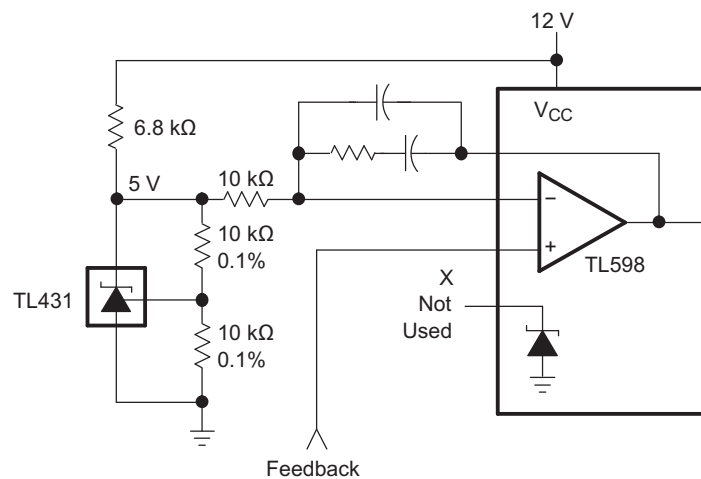 12 V
VCC
6.8 kΩ
5 V
10 kΩ
10 kΩ
0.1%
TL431
10 kΩ
0.1%
−
+
TL598
X
Not
Used
Feedback